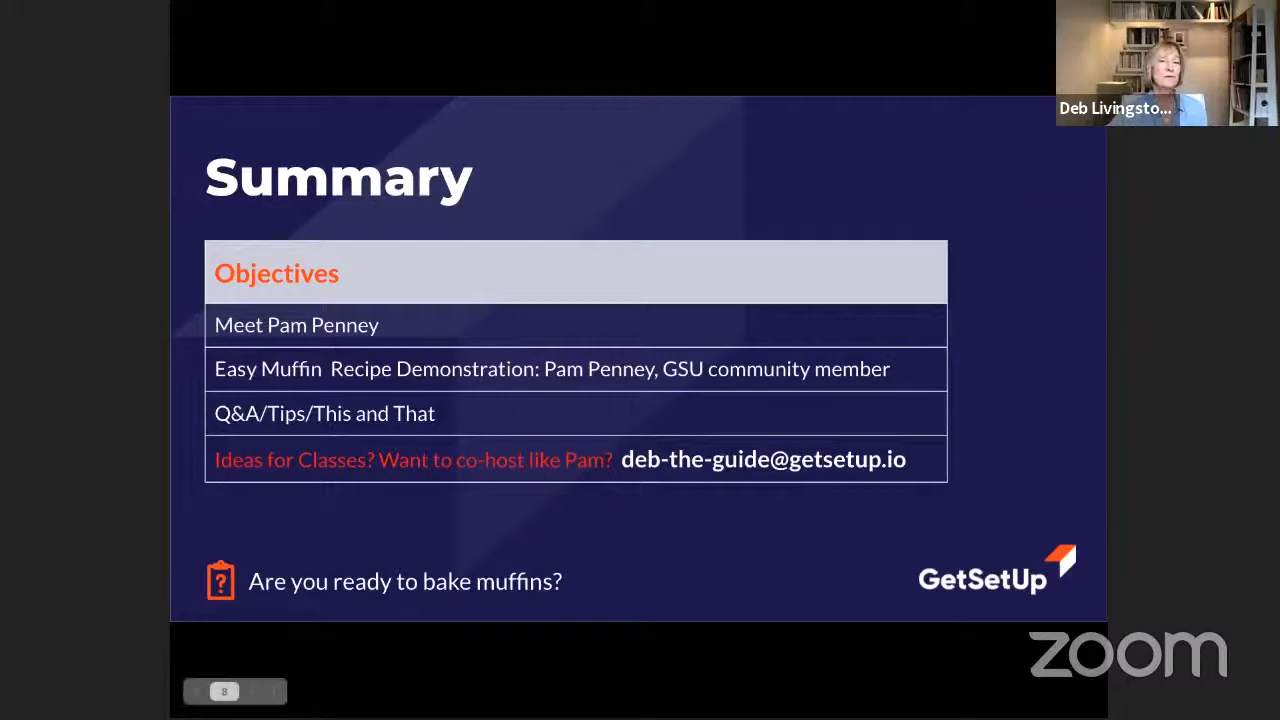 Deb Livingsto...
Summary
Objectives
Meet Pam Penney
Easy Muffin Recipe Demonstration: Pam Penney, GSU community member
Q&A/Tips/This and That
Ideas for Classes? Want to co-host like Pam? deb-the-guide@getsetup.io
? Are you ready to bake muffins?
GetSetUp
zoom
8